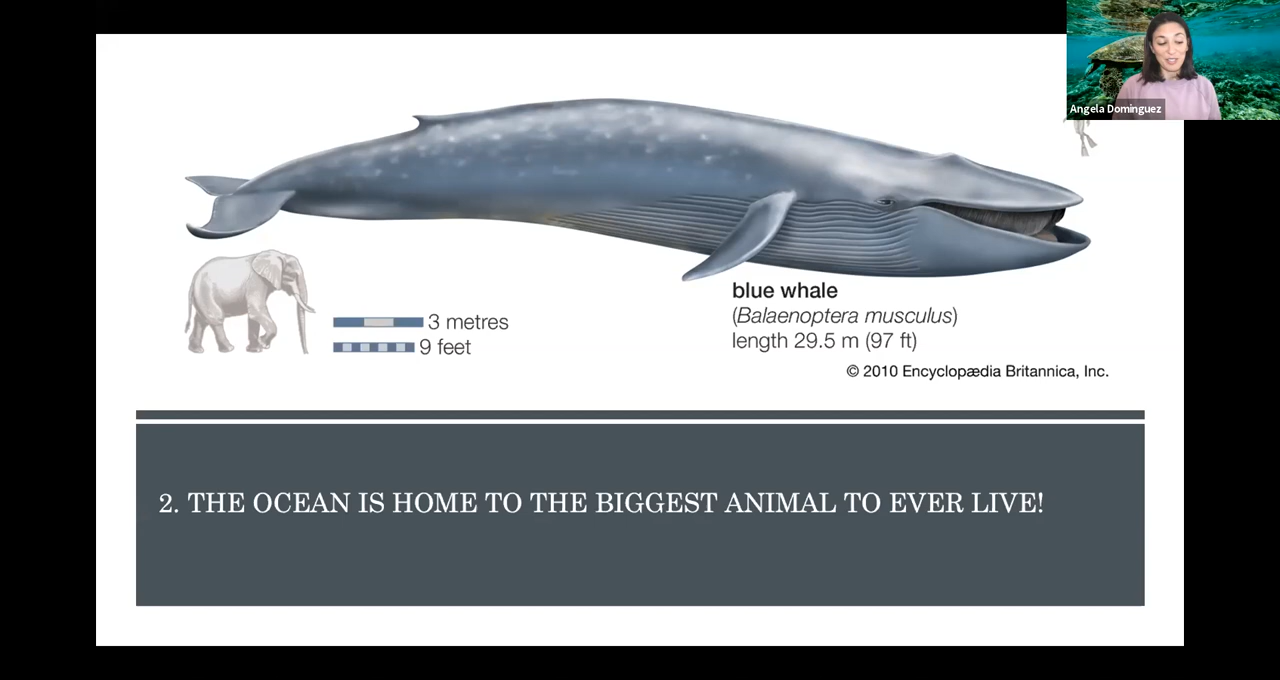 Angela Dominguez
3 metres
9 feet
blue whale
(Balaenoptera musculus)
length 29.5 m (97 ft)
© 2010 Encyclopædia Britannica, Inc.
2. THE OCEAN IS HOME TO THE BIGGEST ANIMAL TO EVER LIVE!